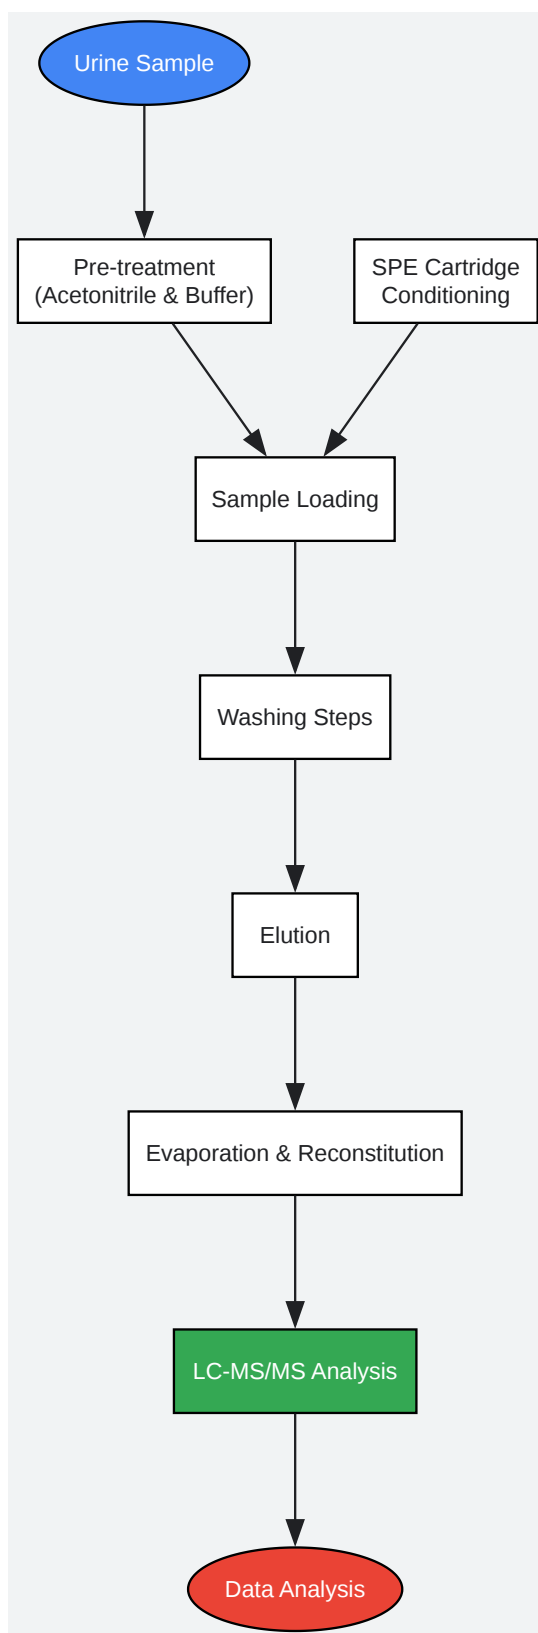 Urine Sample
Pre-treatment
(Acetonitrile & Buffer)
SPE Cartridge
Conditioning
Sample Loading
Washing Steps
Elution
Evaporation & Reconstitution
LC-MS/MS Analysis
Data Analysis